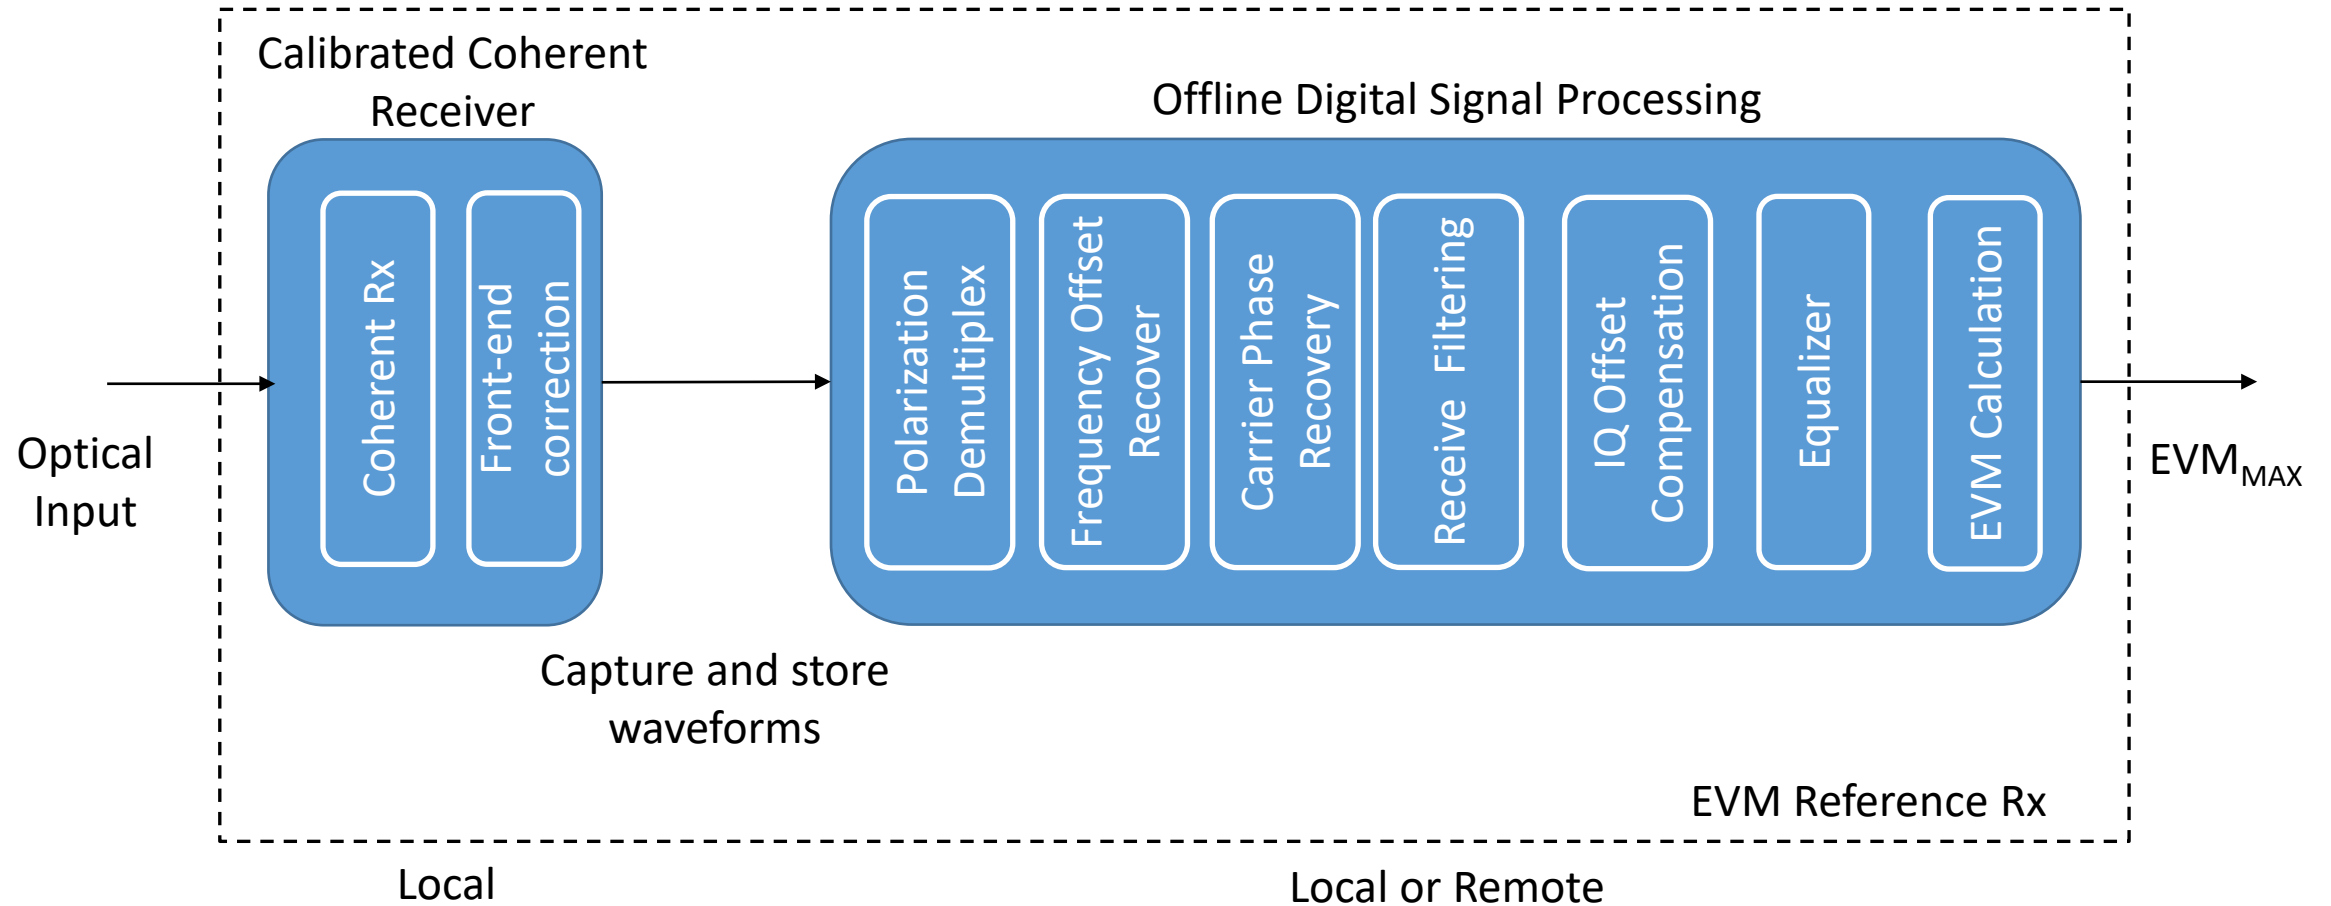 Calibrated Coherent
Receiver
Offline Digital Signal Processing
Coherent Rx
Front-end
correction
Polarization
Demultiplex
Frequency Offset
Recover
Carrier Phase
Recovery
Receive Filtering
IQ Offset
Compensation
Equalizer
EVM Calculation
Optical
Input
EVMMAX
Capture and store
waveforms
EVM Reference Rx
Local
Local or Remote